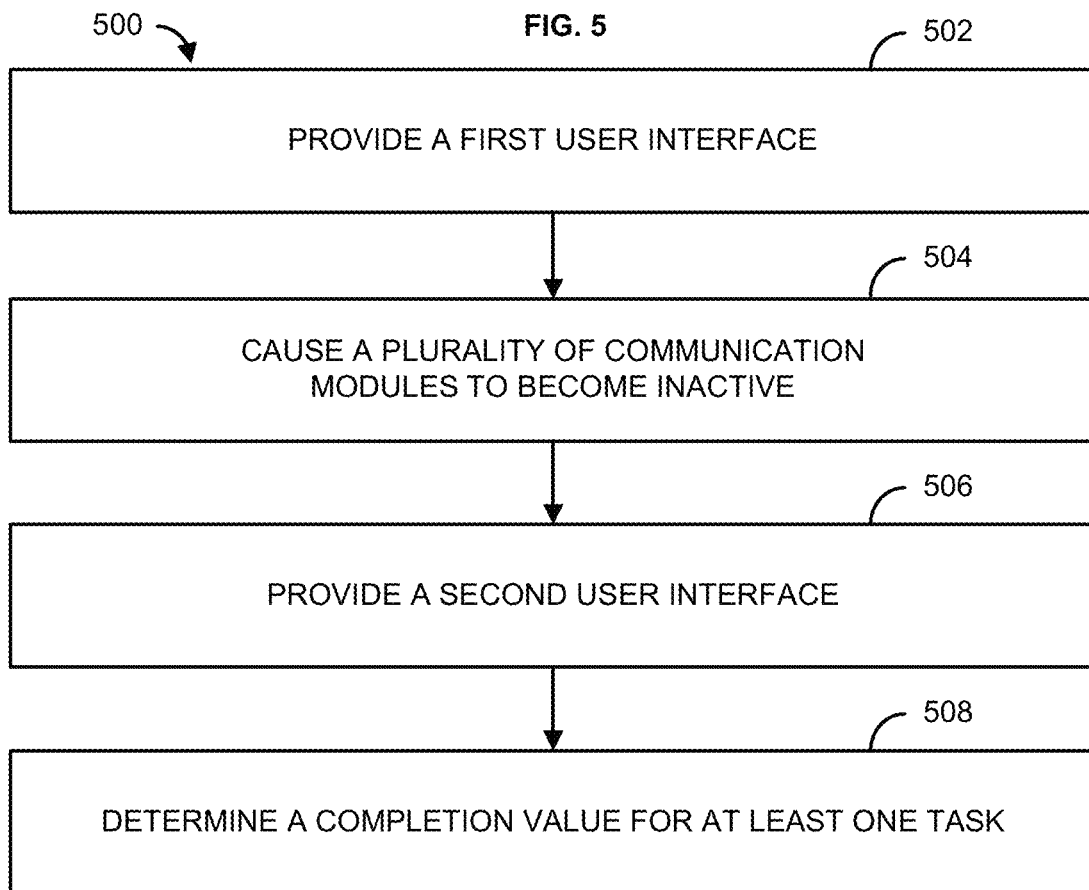 500
FIG. 5
502
PROVIDE A FIRST USER INTERFACE
504
CAUSE A PLURALITY OF COMMUNICATION
MODULES TO BECOME INACTIVE
506
PROVIDE A SECOND USER INTERFACE
508
DETERMINE A COMPLETION VALUE FOR AT LEAST ONE TASK